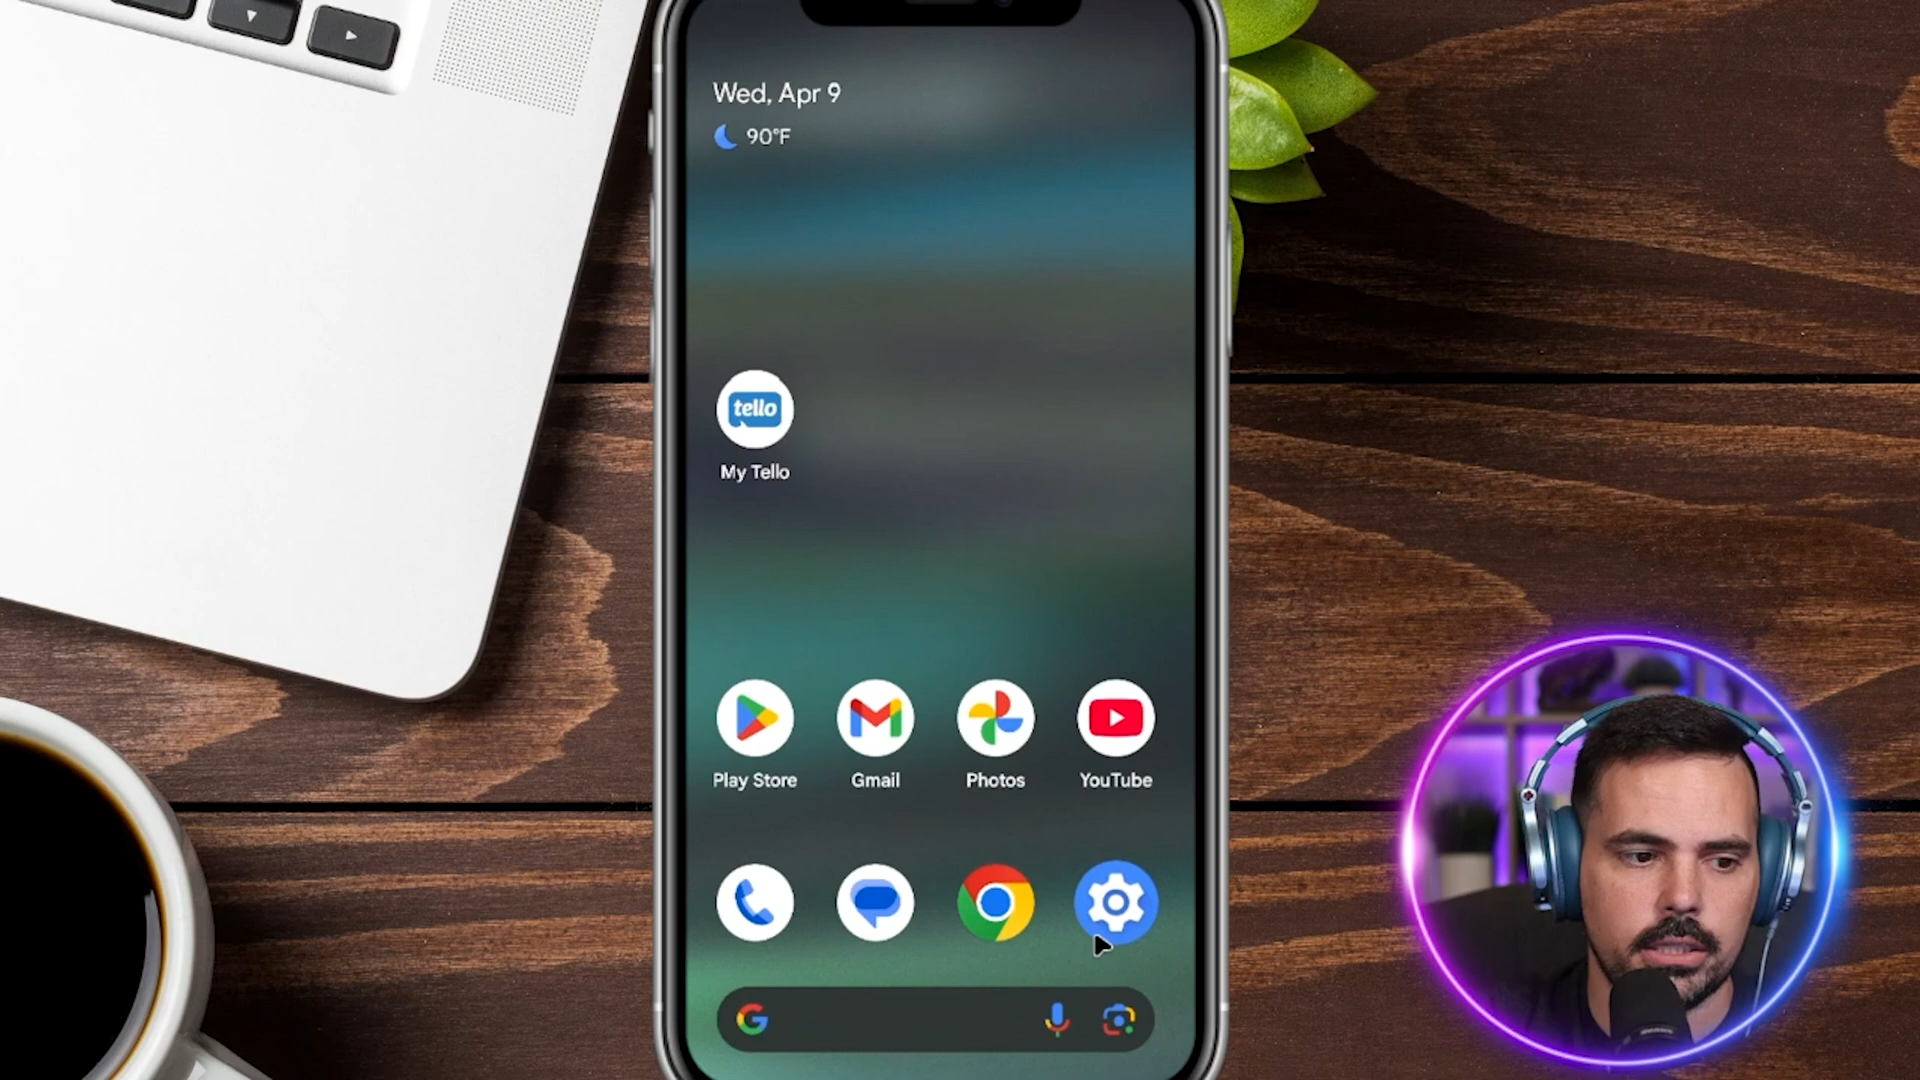 Wed, Apr 9
90°F
tello
My Tello
Play Store
Gmail
Photos
YouTube